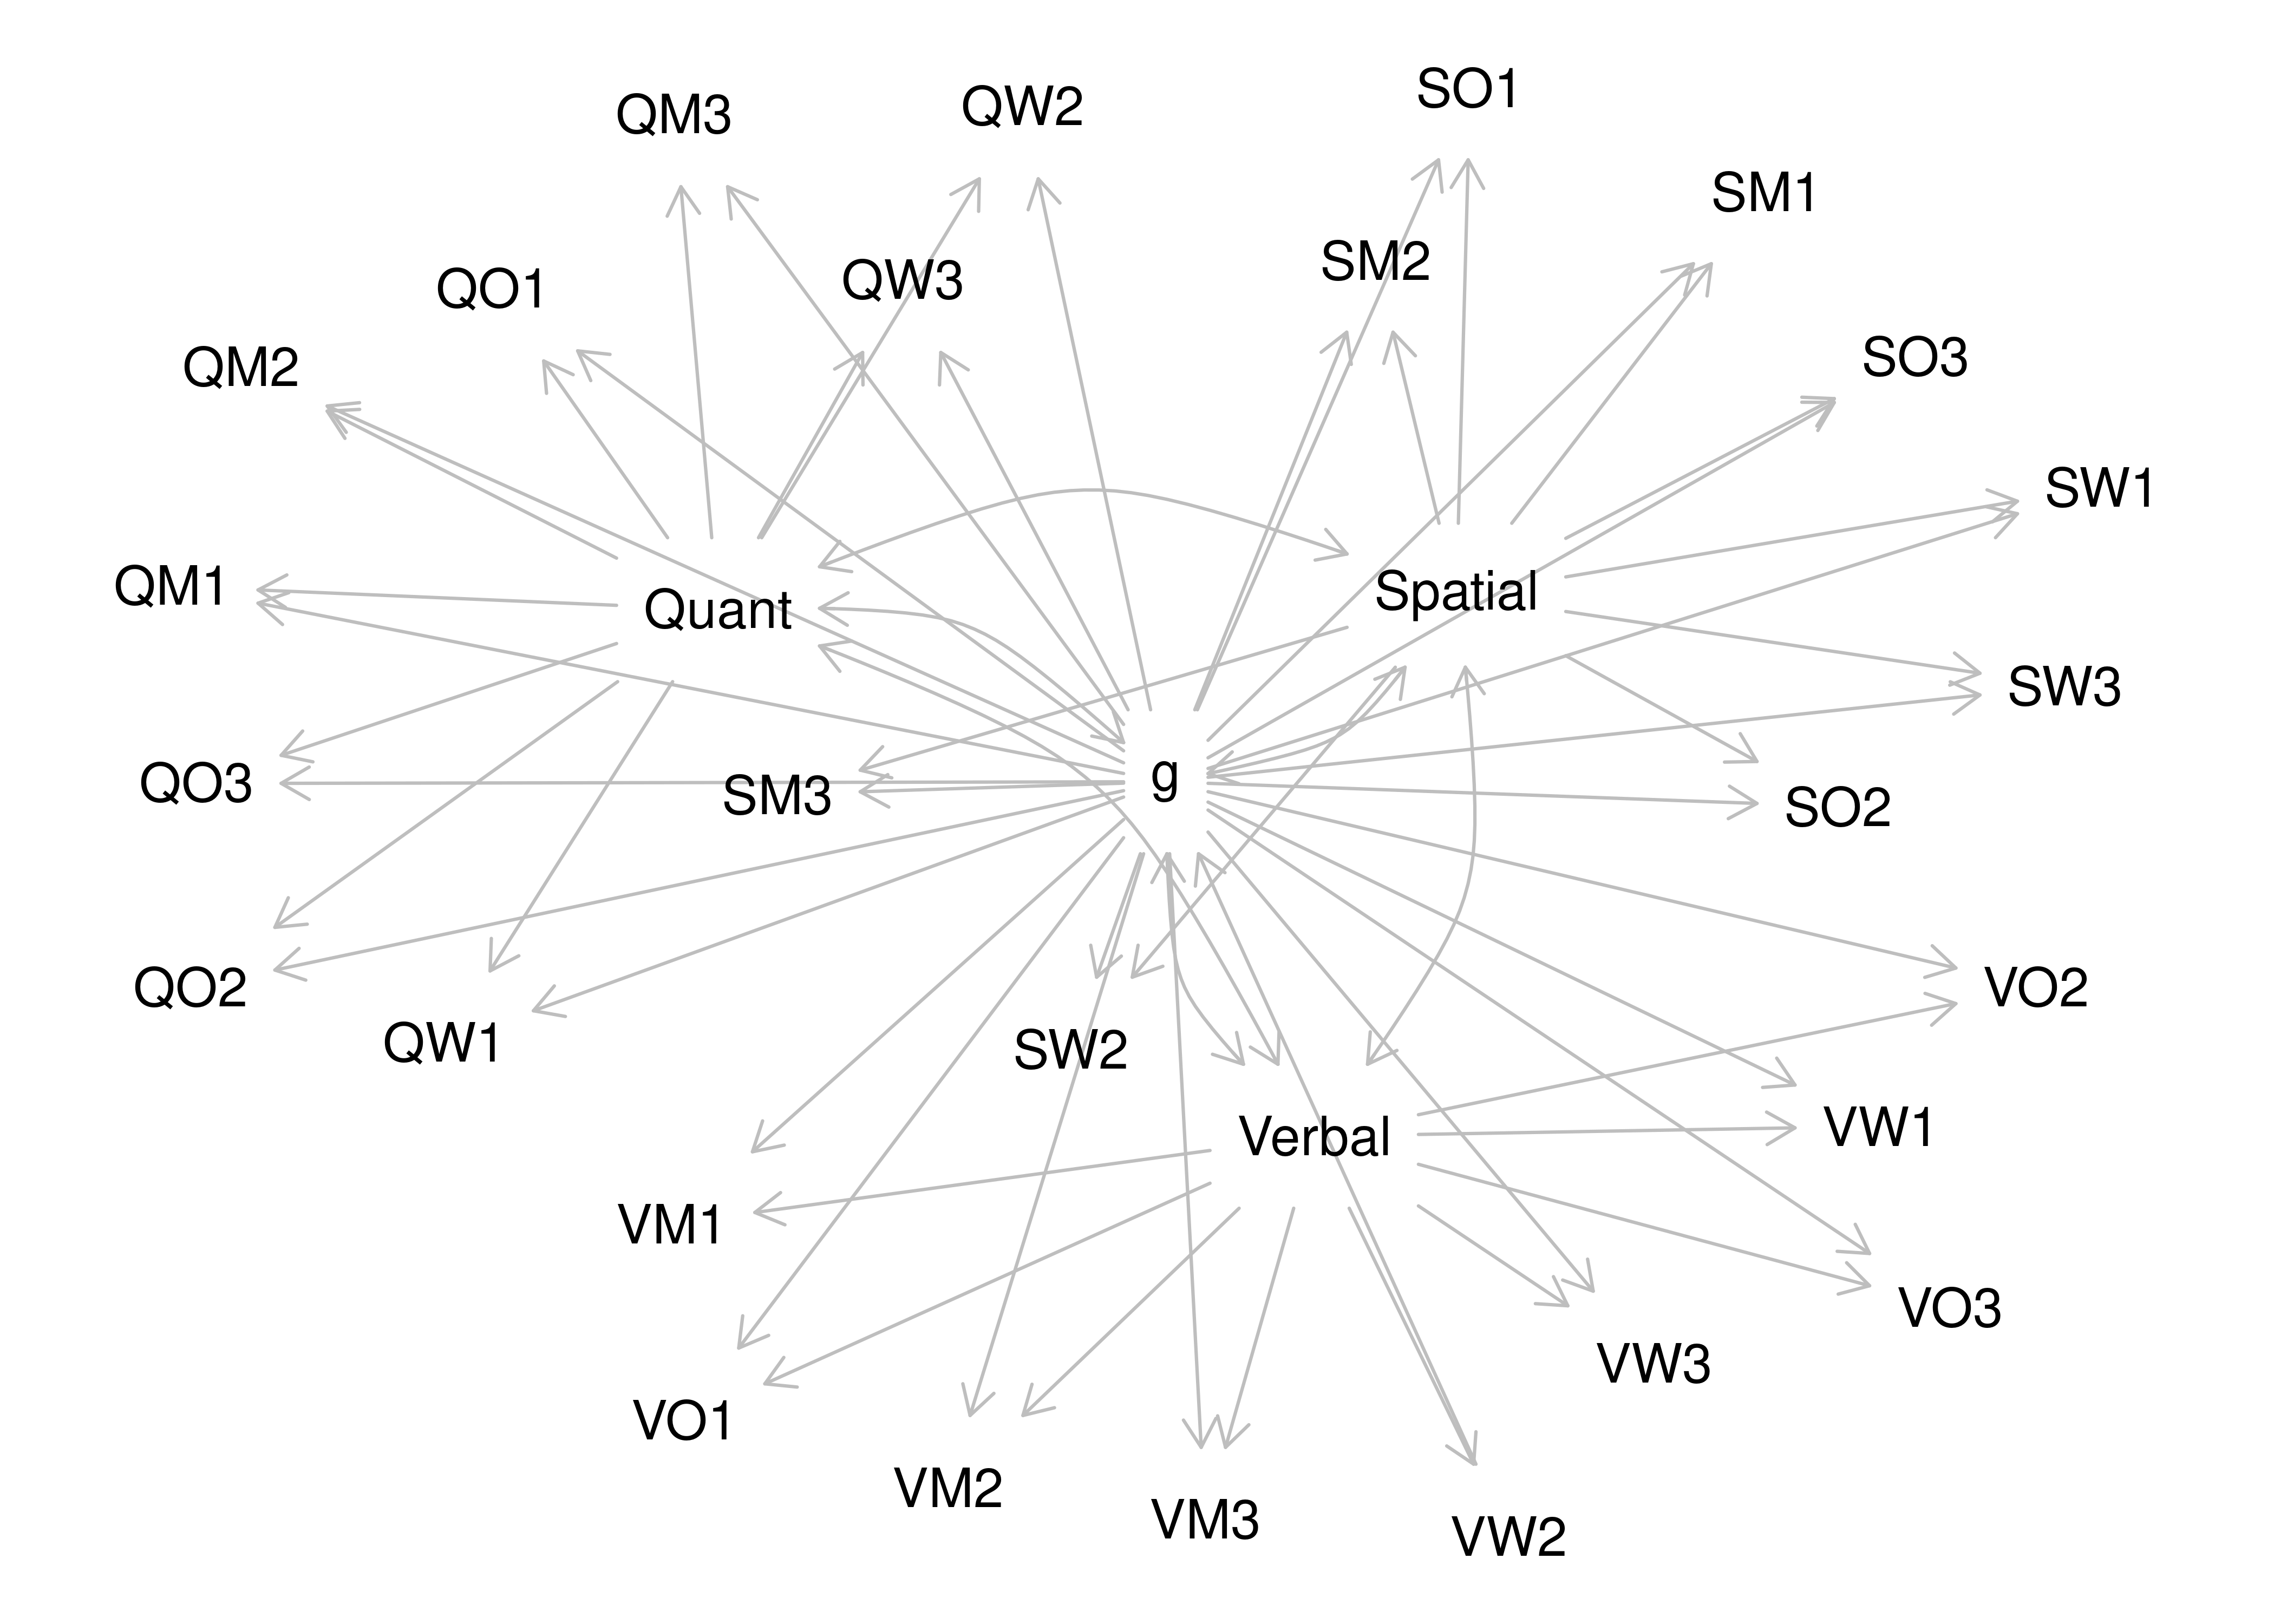 SO1
QW2
QM3
SM1
SM2
QW3
QO1
SO3
QM2
SW1
QM1
Spatial
Quant
SW3
g
QO3
SM3
SO2
QO2
VO2
QW1
SW2
VW1
Verbal
VM1
VO3
VW3
VO1
VM2
VM3
VW2